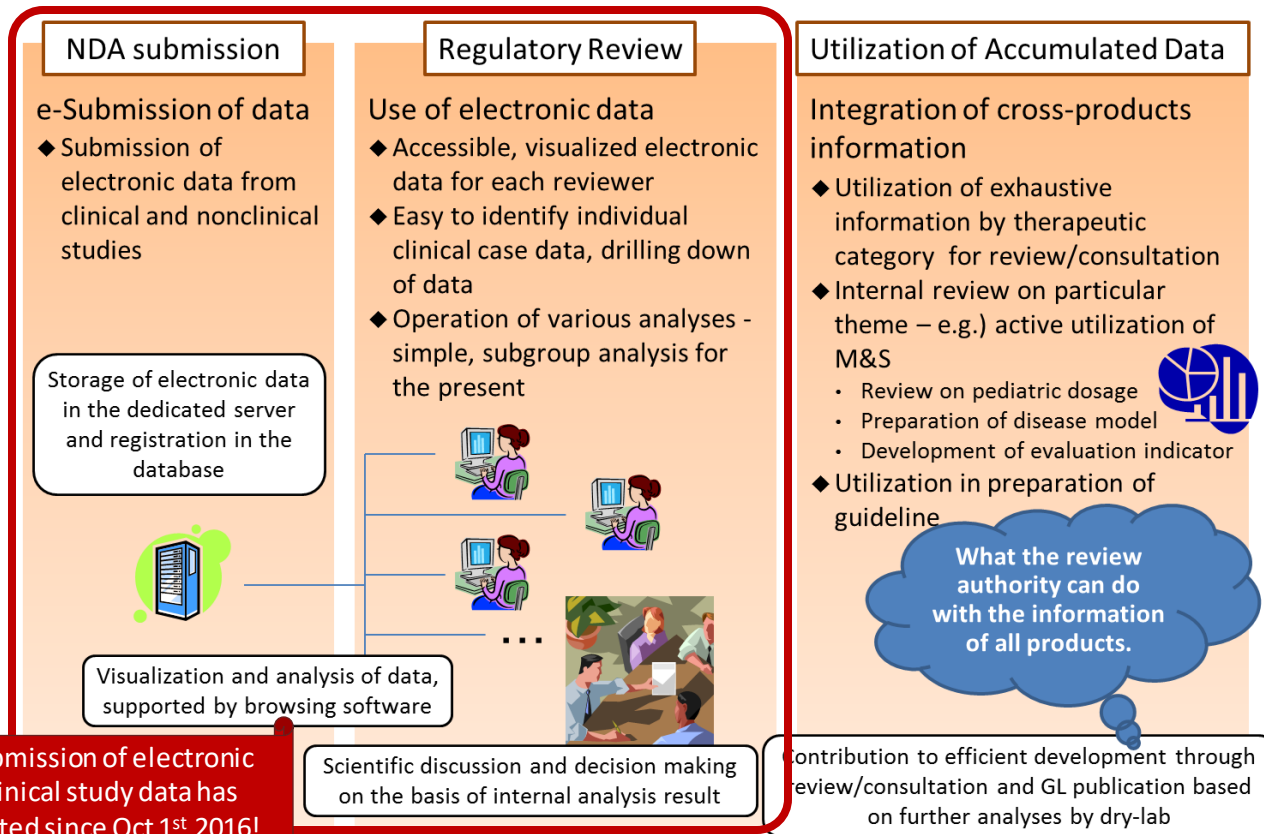 NDA submission
e-Submission of data
◆ Submission of
electronic data from
clinical and nonclinical
studies
Storage of electronic data
in the dedicated server
and registration in the
database
Visualization and analysis of data,
supported by browsing software
of electronic
study data has
since Oct 1st 2016!
Regulatory Review
Use of electronic data
◆ Accessible, visualized electronic
data for each reviewer
◆ Easy to identify individual
clinical case data, drilling down
of data
◆ Operation of various analyses -
simple, subgroup analysis for
the present
...
Scientific discussion and decision making
on the basis of internal analysis result
Utilization of Accumulated Data
Integration of cross-products
information
◆ Utilization of exhaustive
information by therapeutic
category for review/consultation
◆ Internal review on particular
theme – e.g.) active utilization of
M&S
• Review on pediatric dosage
• Preparation of disease model
• Development of evaluation indicator
◆ Utilization in preparation of
guideline
What the review
authority can do
with the information
of all products.
Contribution to efficient development through
review/consultation and GL publication based
on further analyses by dry-lab